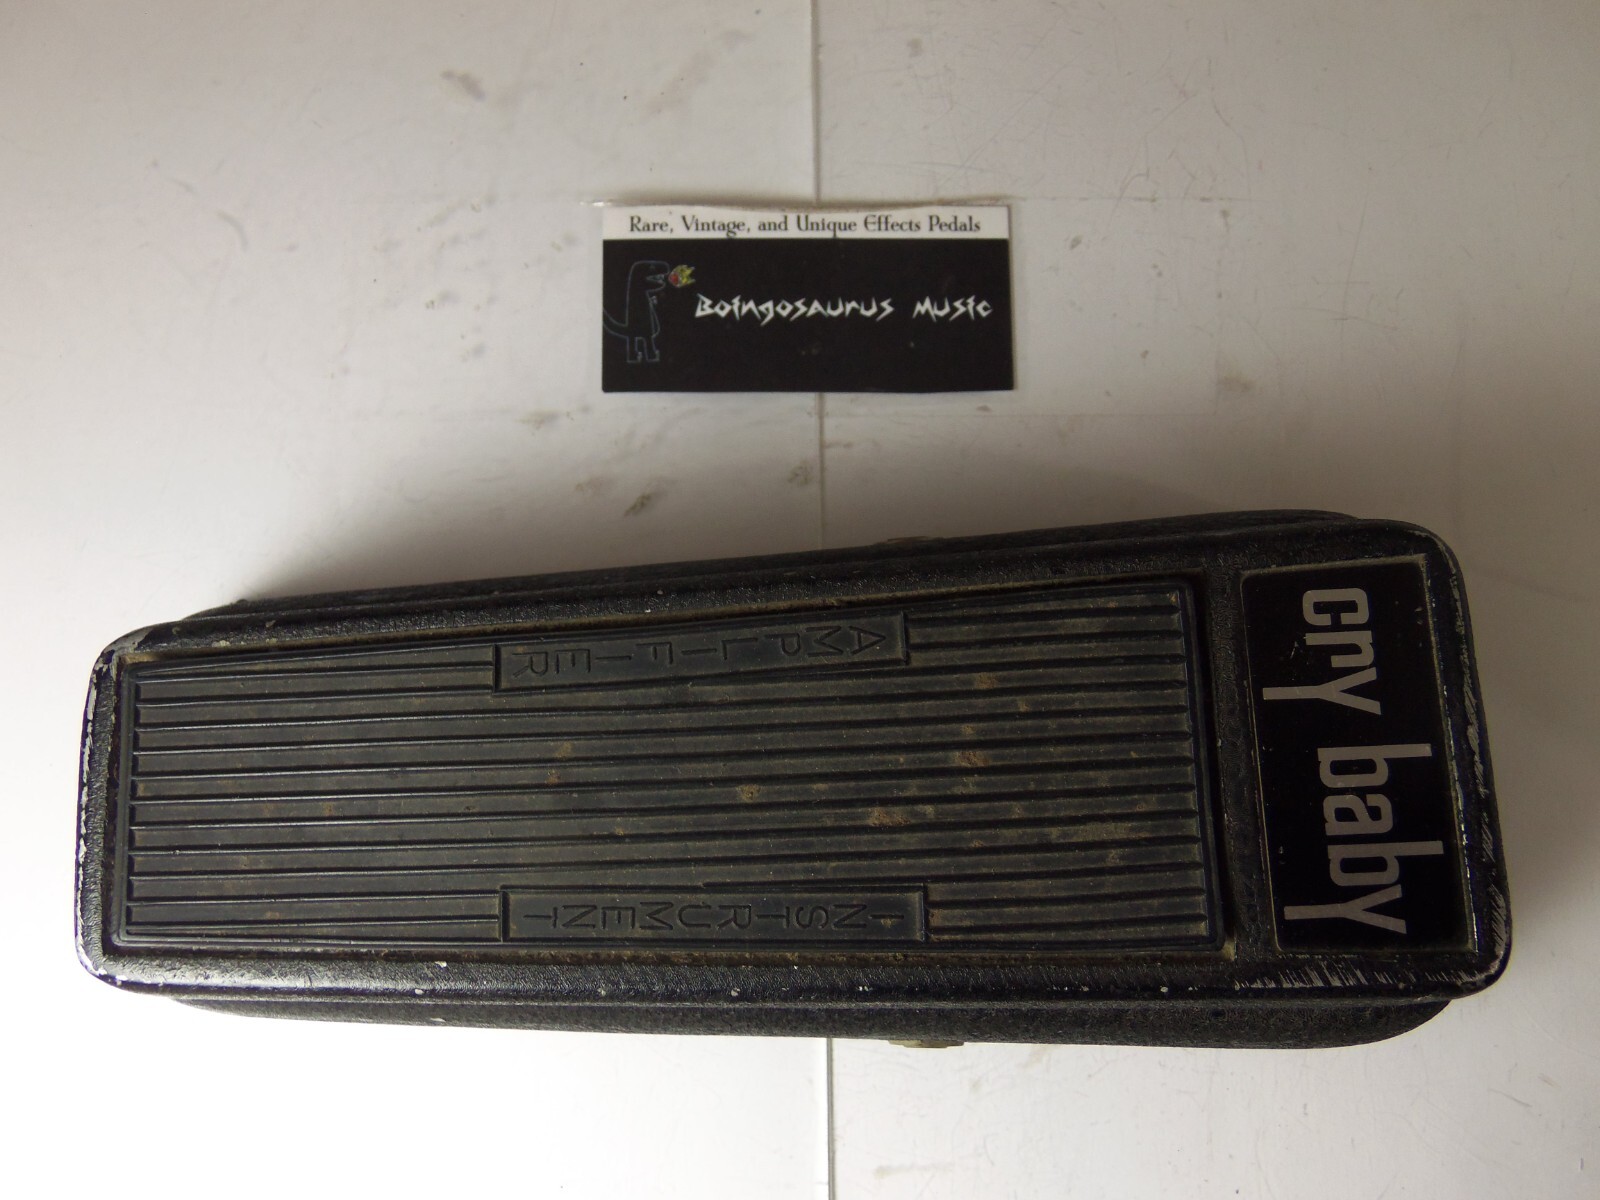 Rare, Vintage, and Unique Effects Pedals
Boingosaurus Music
AMPLIFIER
INSTRUMENT
cry baby